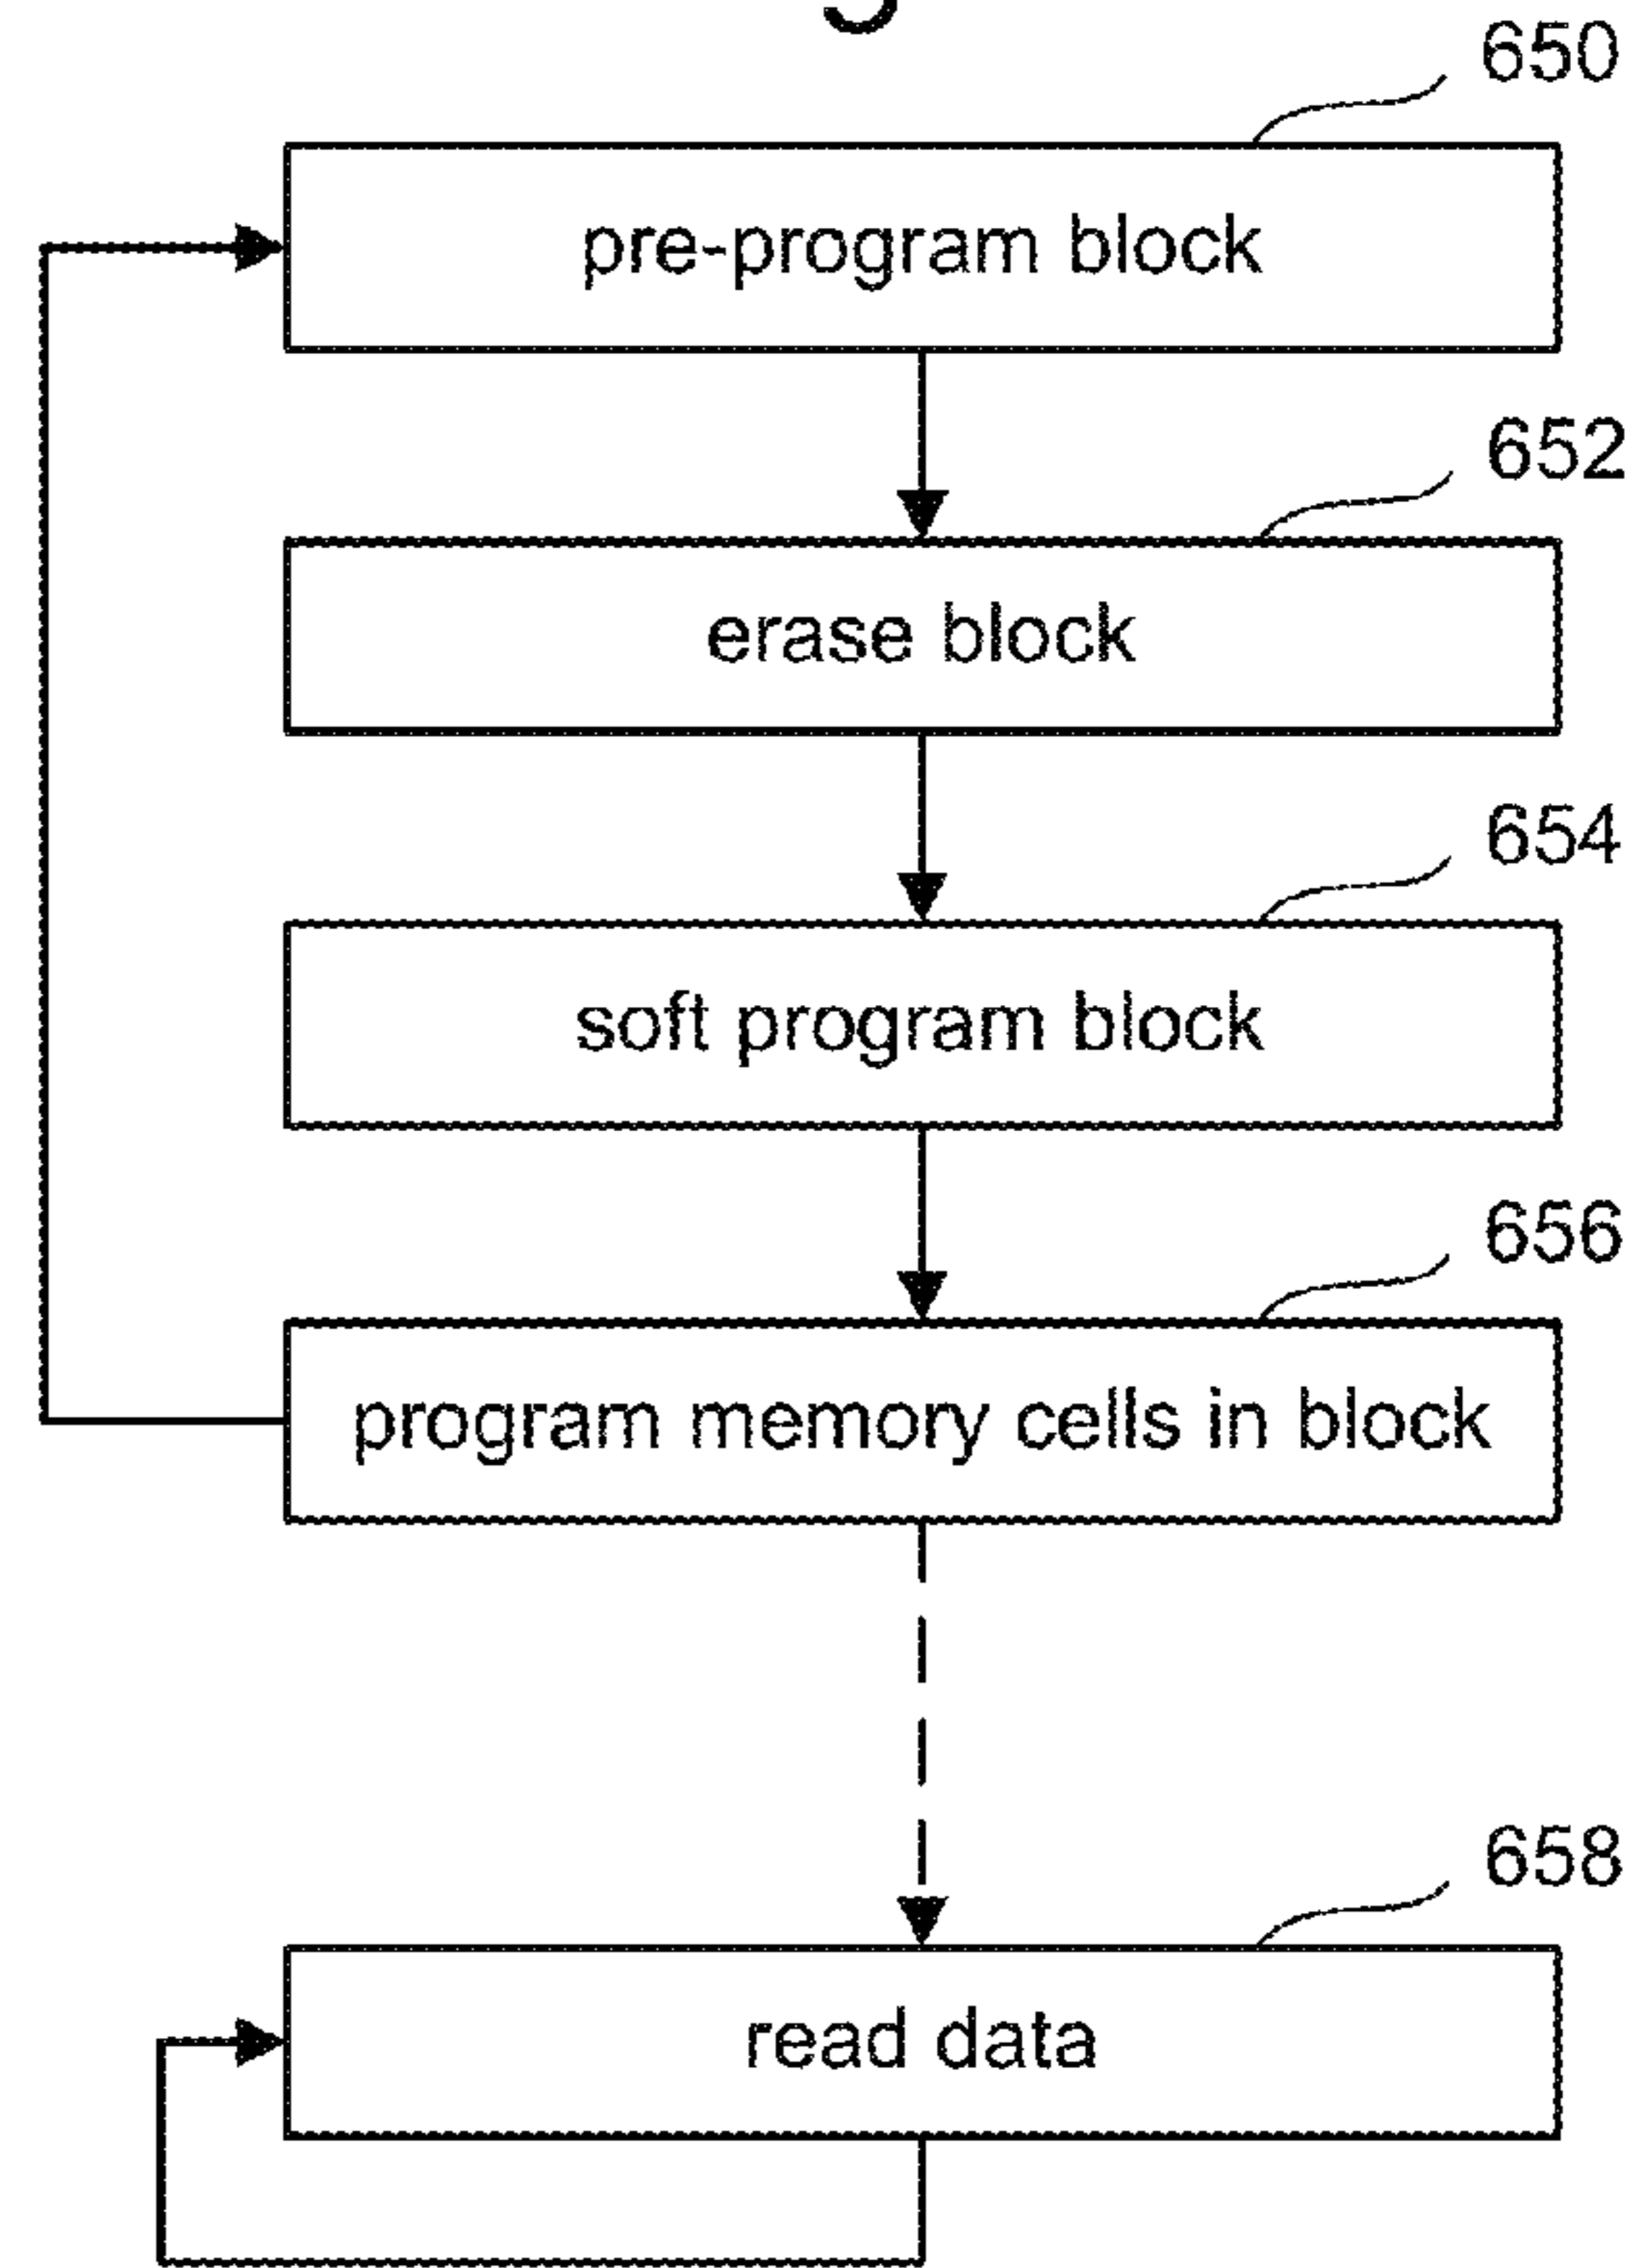 650
pre-program block
652
erase block
654
soft program block
656
program memory cells in block
658
read data